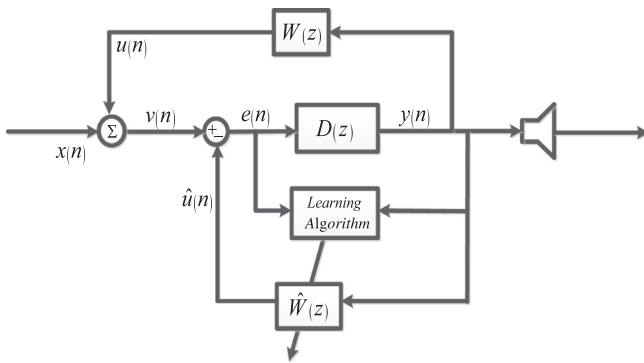 W(z)
u(n)
Σ
v(n)
+
−
e(n)
D(z)
y(n)
x(n)
û(n)
Learning
Algorithm
Ŵ(z)